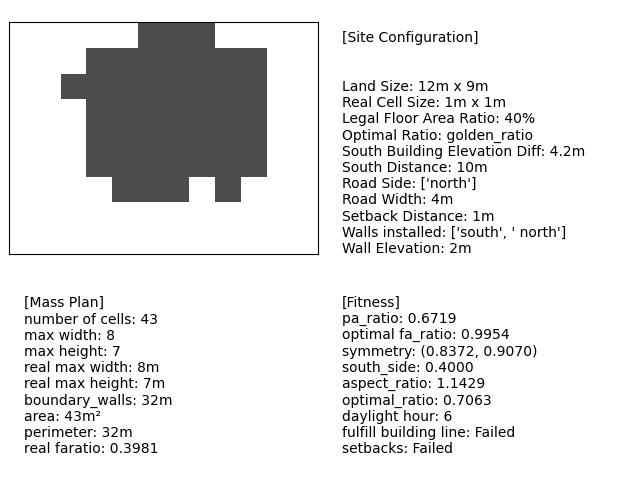 [Site Configuration]
Land Size: 12m x 9m
Real Cell Size: 1m x 1m
Legal Floor Area Ratio: 40%
Optimal Ratio: golden_ratio
South Building Elevation Diff: 4.2m
South Distance: 10m
Road Side: ['north']
Road Width: 4m
Setback Distance: 1m
Walls installed: ['south', ' north']
Wall Elevation: 2m
[Mass Plan]
number of cells: 43
max width: 8
max height: 7
real max width: 8m
real max height: 7m
boundary_walls: 32m
area: 43m²
perimeter: 32m
real faratio: 0.3981
[Fitness]
pa_ratio: 0.6719
optimal fa_ratio: 0.9954
symmetry: (0.8372, 0.9070)
south_side: 0.4000
aspect_ratio: 1.1429
optimal_ratio: 0.7063
daylight hour: 6
fulfill building line: Failed
setbacks: Failed